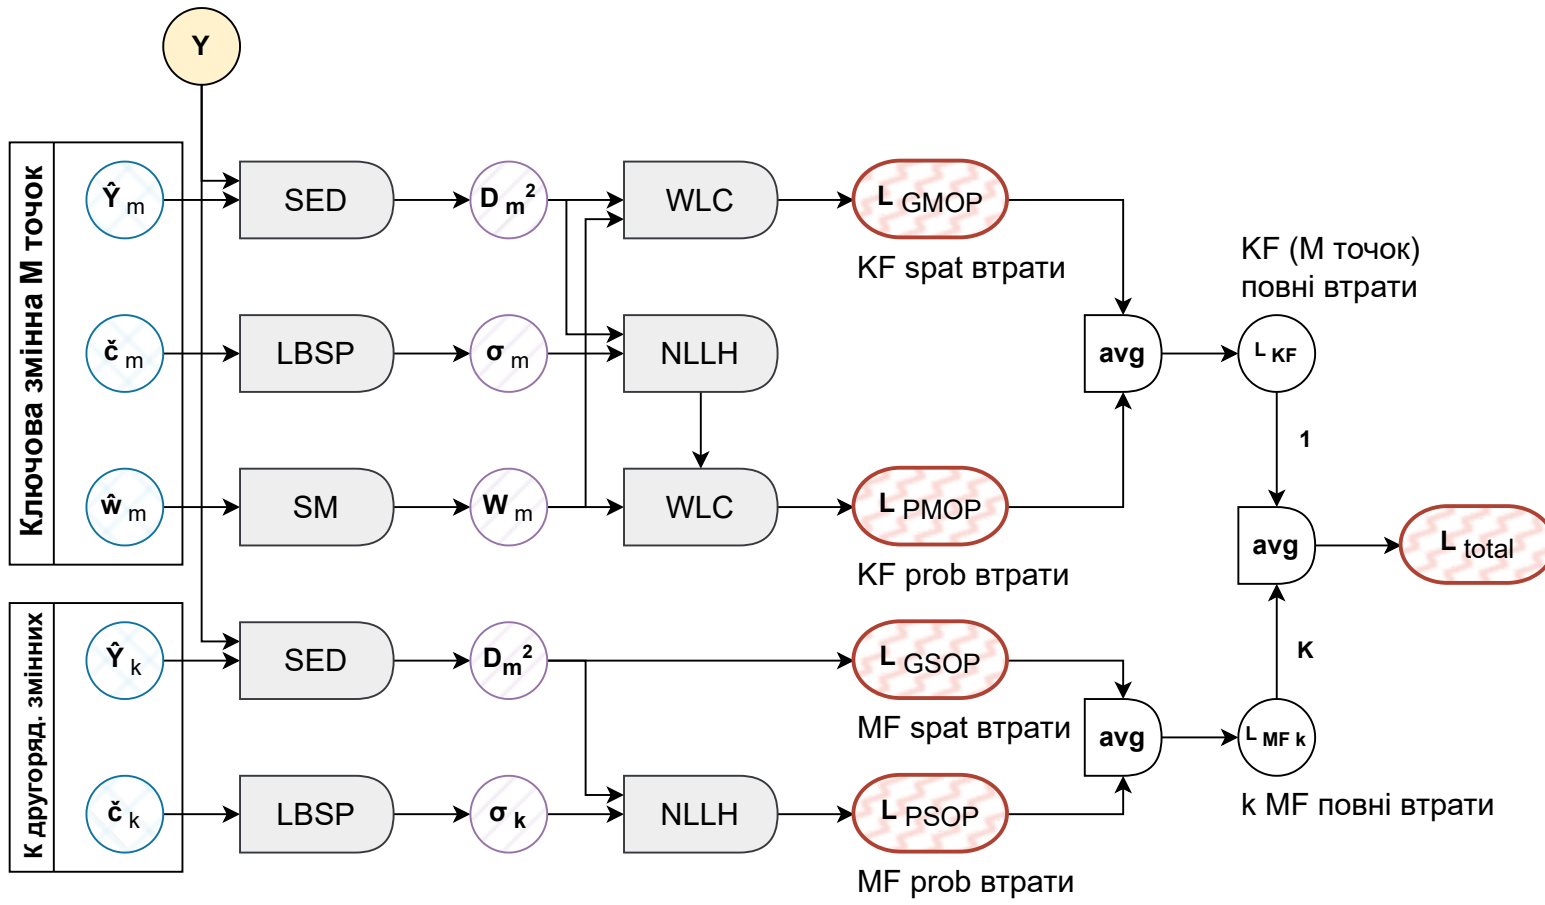 Y
Ключова змінна M точок
Ŷ m
SED
D m ²
WLC
L GMOP
KF spat втрати
KF (M точок)
повні втрати
č m
LBSP
σ m
NLLH
avg
L KF
1
ŵ m
SM
W m
WLC
L PMOP
KF prob втрати
avg
L total
К другоряд. змінних
Ŷ k
SED
D m ²
L GSOP
MF spat втрати
K
avg
L MF k
k MF повні втрати
č k
LBSP
σ k
NLLH
L PSOP
MF prob втрати